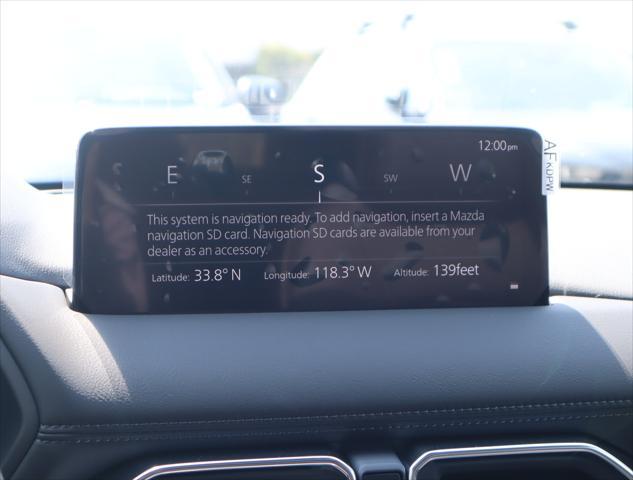 12:00pm
S E SE S SW W
This system is navigation ready. To add navigation, insert a Mazda
navigation SD card. Navigation SD cards are available from your
dealer as an accessory.
Latitude: 33.8° N Longitude: 118.3° W Altitude: 139feet